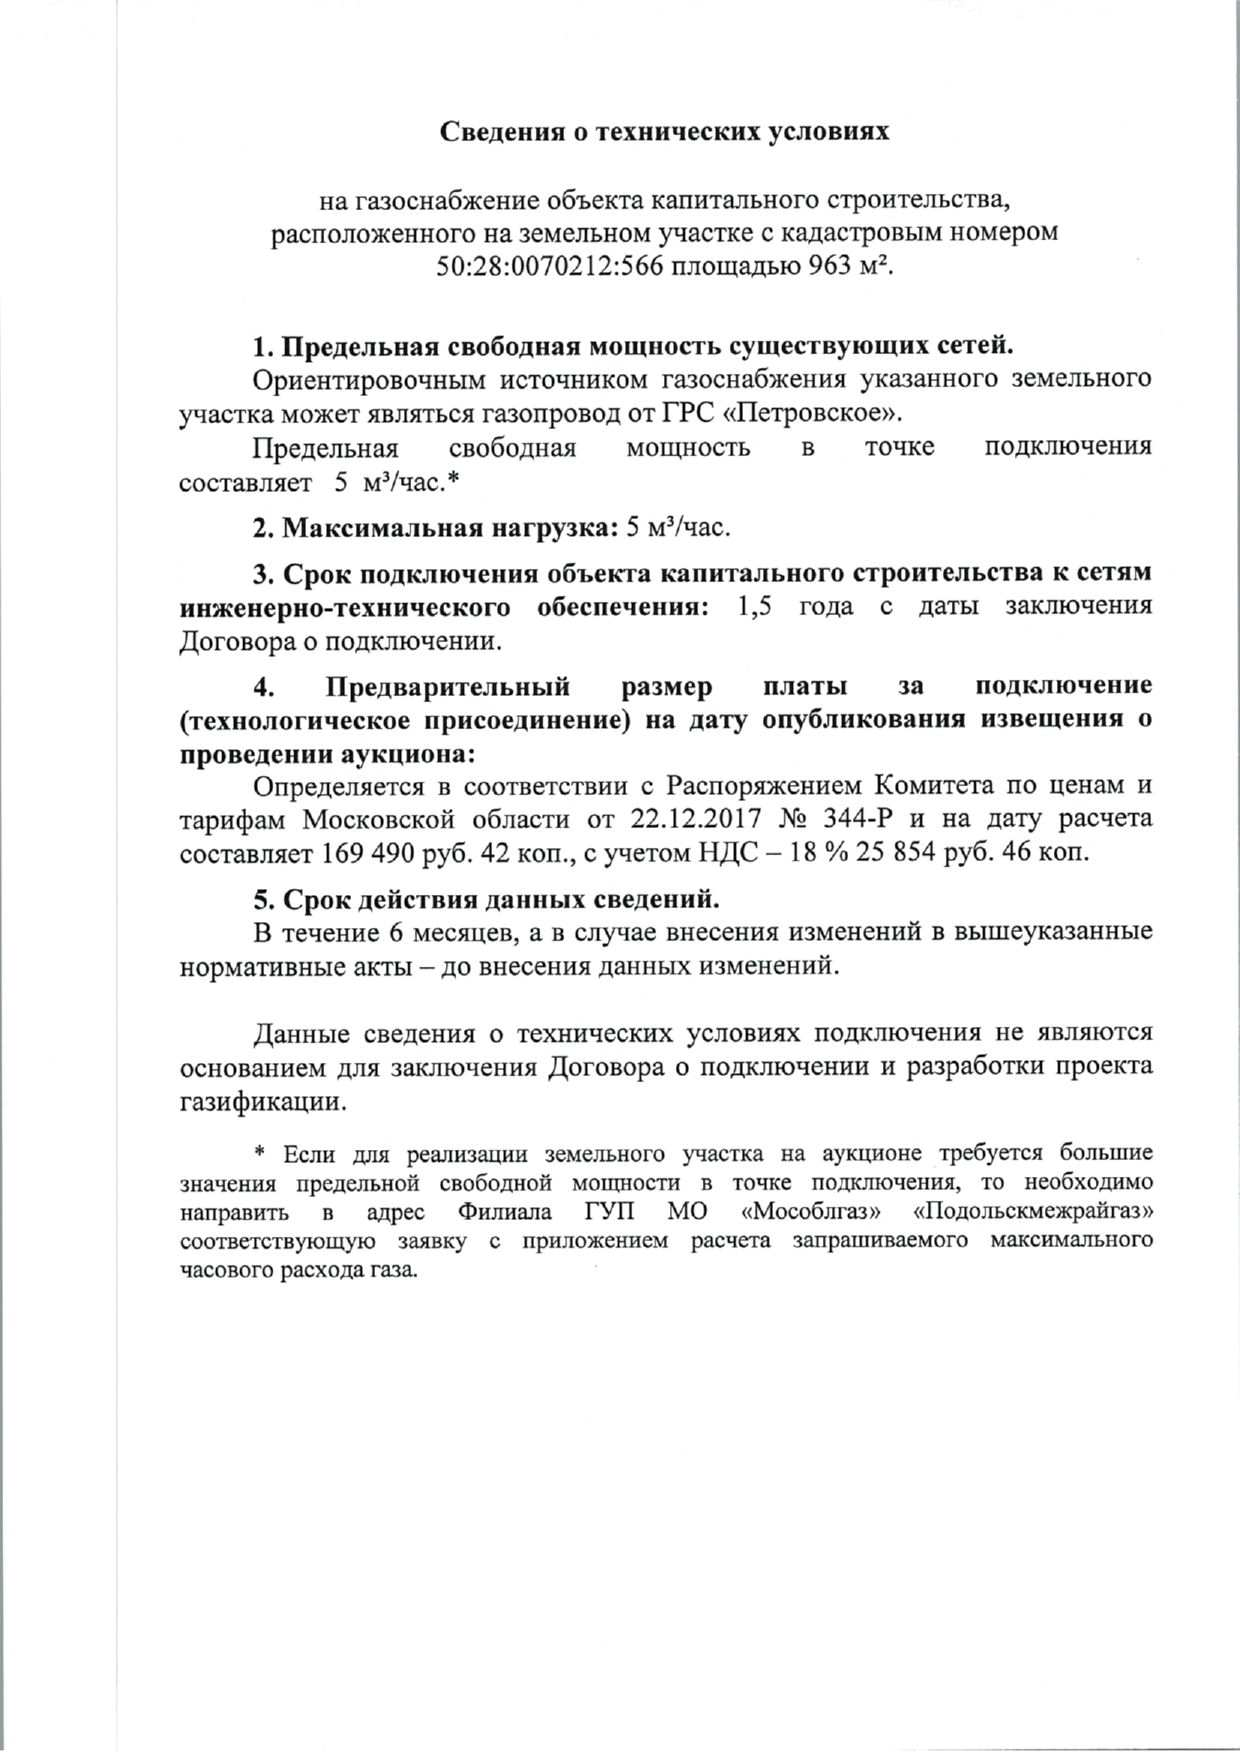 Сведения о технических условиях
на газоснабжение объекта капитального строительства,
расположенного на земельном участке с кадастровым номером
50:28:0070212:566 площадью 963 м².
1. Предельная свободная мощность существующих сетей.
Ориентировочным источником газоснабжения указанного земельного
участка может являться газопровод от ГРС «Петровское».
Предельная свободная мощность в точке подключения
составляет 5 м³/час.*
2. Максимальная нагрузка: 5 м³/час.
3. Срок подключения объекта капитального строительства к сетям
инженерно-технического обеспечения: 1,5 года с даты заключения
Договора о подключении.
4. Предварительный размер платы за подключение
(технологическое присоединение) на дату опубликования извещения о
проведении аукциона:
Определяется в соответствии с Распоряжением Комитета по ценам и
тарифам Московской области от 22.12.2017 № 344-Р и на дату расчета
составляет 169 490 руб. 42 коп., с учетом НДС – 18 % 25 854 руб. 46 коп.
5. Срок действия данных сведений.
В течение 6 месяцев, а в случае внесения изменений в вышеуказанные
нормативные акты – до внесения данных изменений.
Данные сведения о технических условиях подключения не являются
основанием для заключения Договора о подключении и разработки проекта
газификации.
* Если для реализации земельного участка на аукционе требуется большие
значения предельной свободной мощности в точке подключения, то необходимо
направить в адрес Филиала ГУП МО «Мособлгаз» «Подольскмежрайгаз»
соответствующую заявку с приложением расчета запрашиваемого максимального
часового расхода газа.